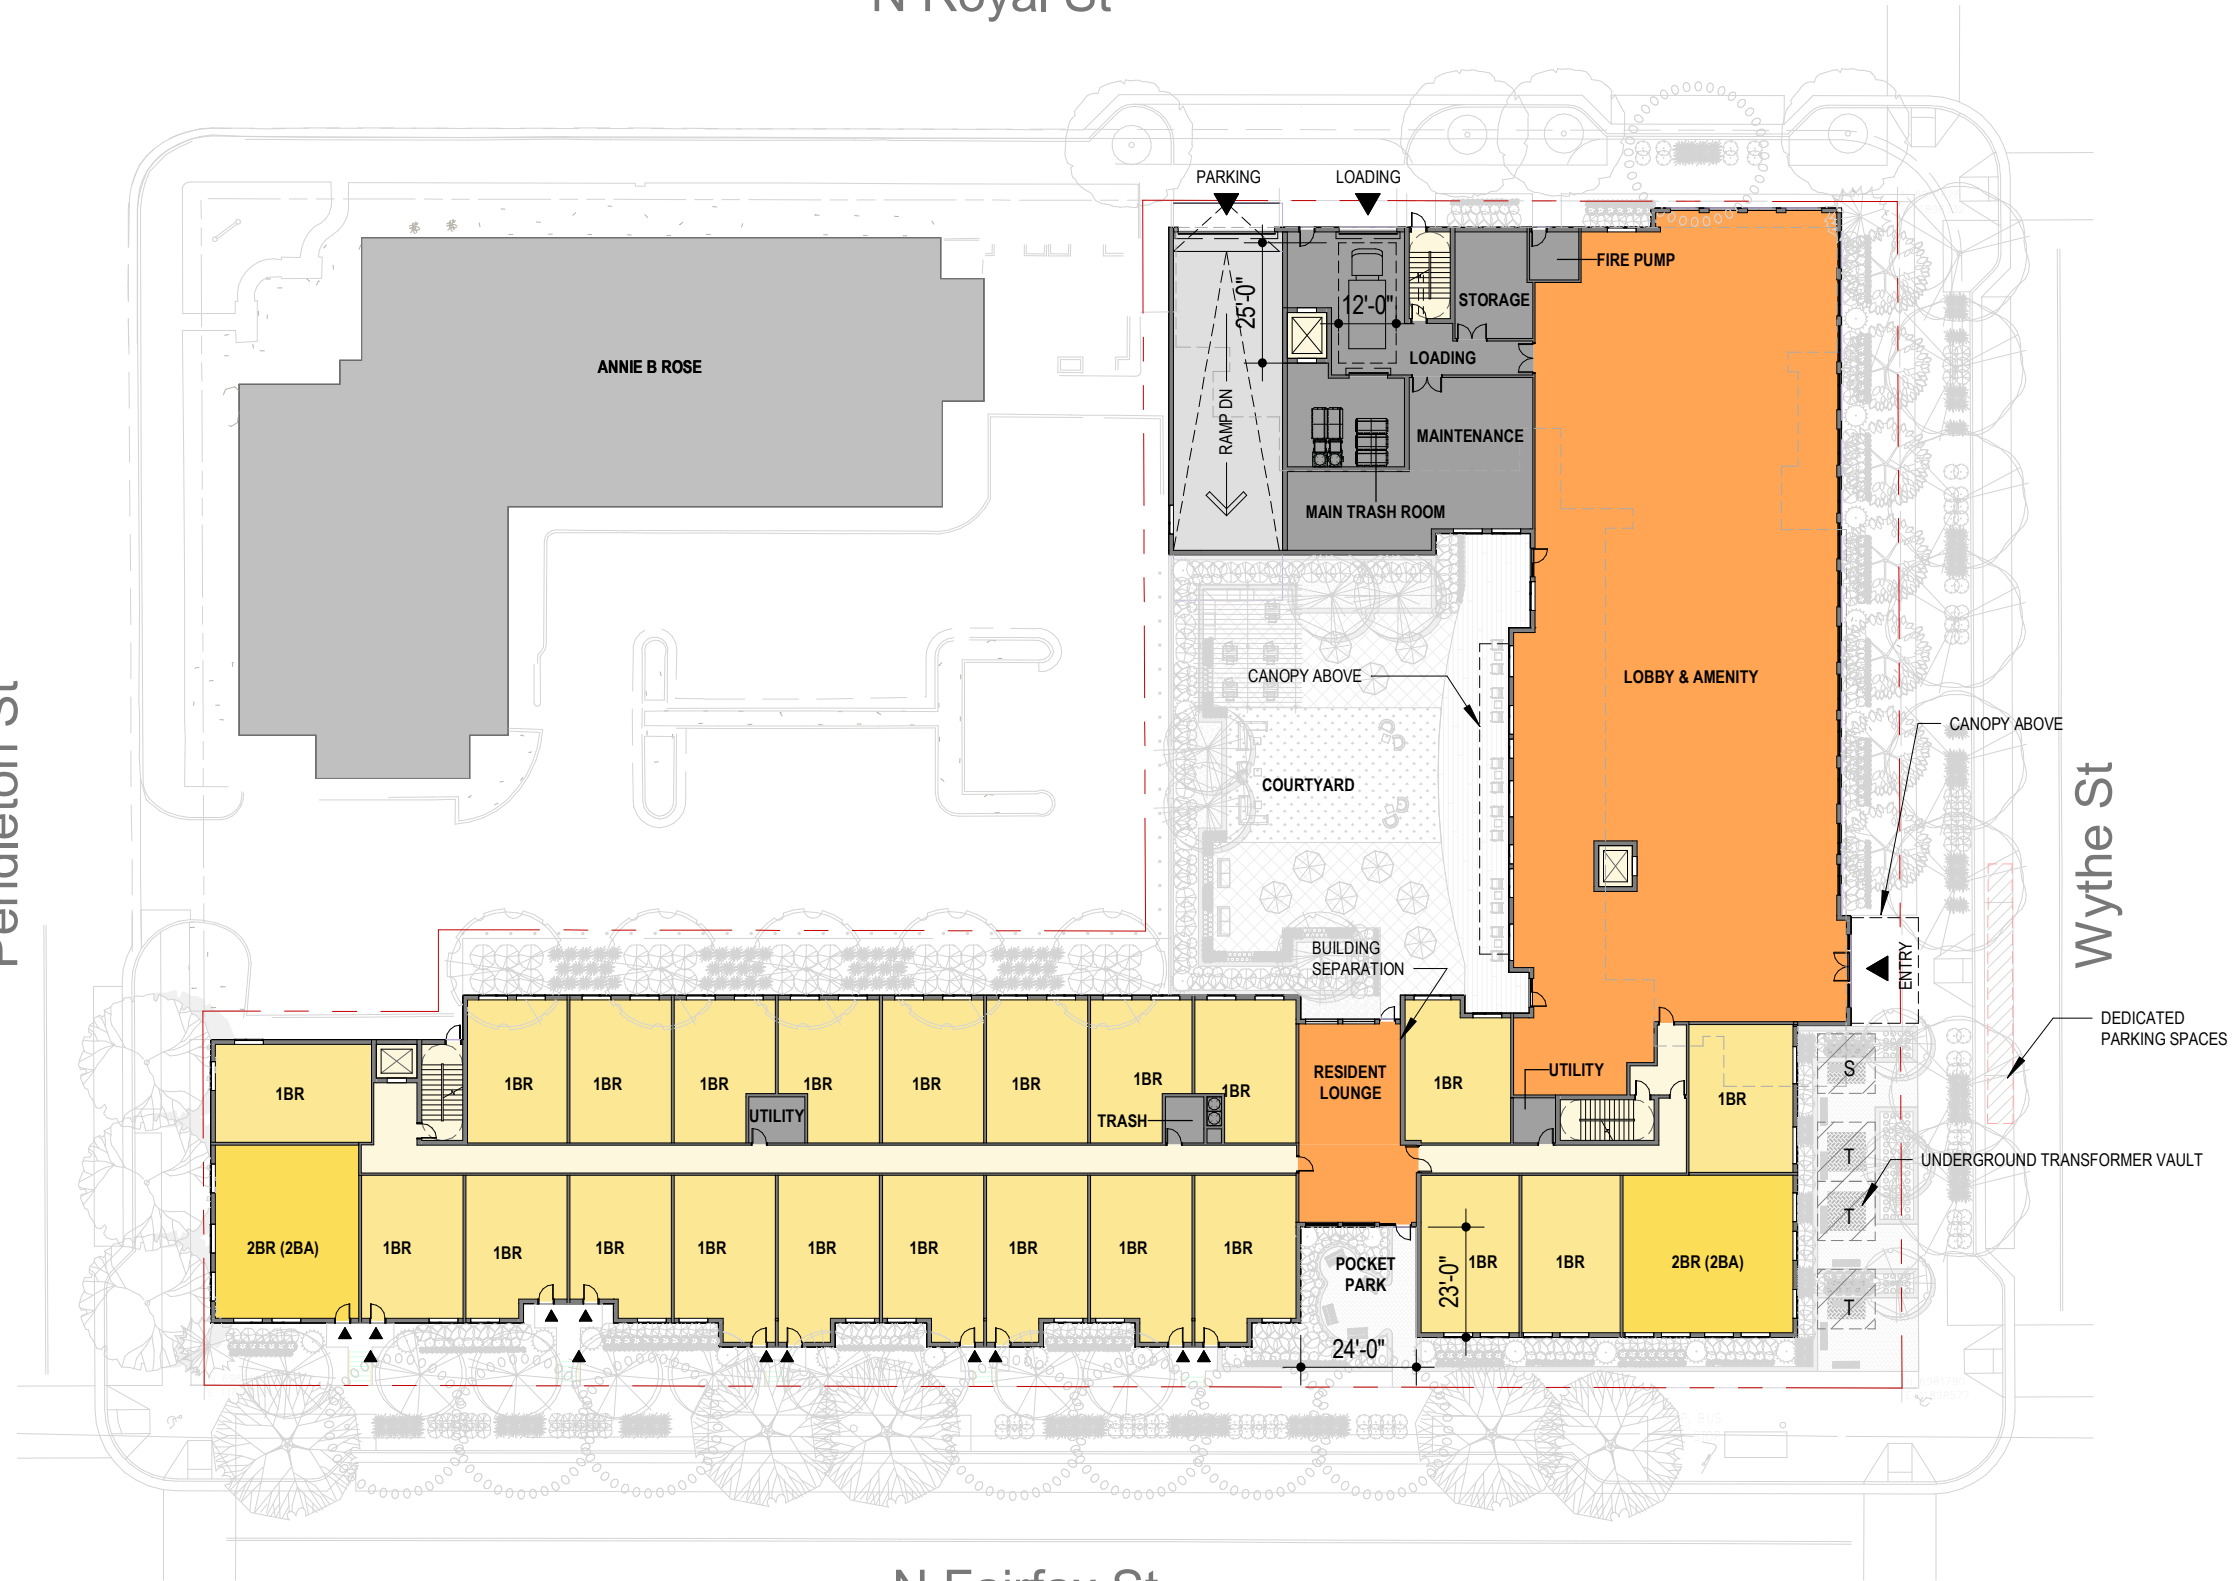 N Royal St
PARKING
LOADING
FIRE PUMP
25'-0"
12'-0"
STORAGE
LOADING
ANNIE B ROSE
RAMP DN
MAINTENANCE
MAIN TRASH ROOM
CANOPY ABOVE
LOBBY & AMENITY
CANOPY ABOVE
Pendleton St
Wythe St
COURTYARD
BUILDING
SEPARATION
ENTRY
DEDICATED
PARKING SPACES
1BR
1BR
1BR
1BR
1BR
1BR
1BR
1BR
1BR
RESIDENT
LOUNGE
1BR
UTILITY
1BR
S
UTILITY
TRASH
T
UNDERGROUND TRANSFORMER VAULT
T
2BR (2BA)
1BR
1BR
1BR
1BR
1BR
1BR
1BR
1BR
1BR
POCKET
PARK
23'-0"
1BR
1BR
2BR (2BA)
T
24'-0"
N Fairfax St